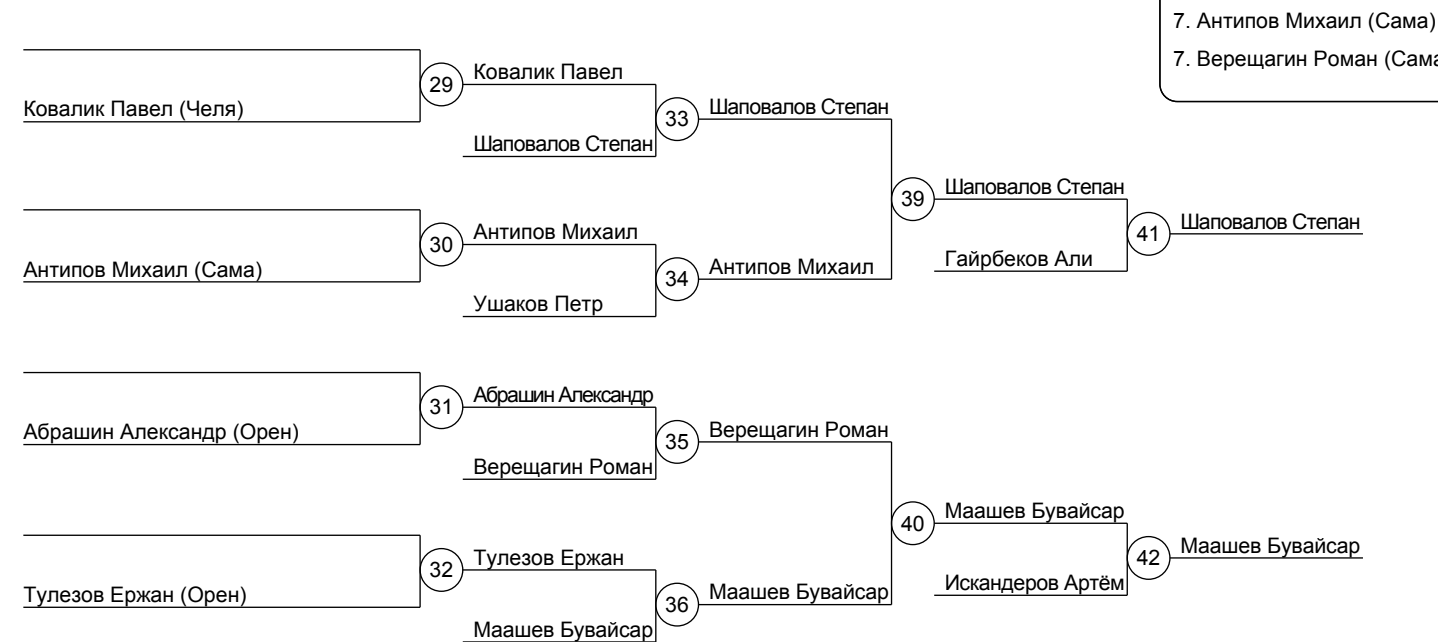 7. Антипов Михаил (Сама)
7. Верещагин Роман (Сама
29
Ковалик Павел
Ковалик Павел (Челя)
33
Шаповалов Степан
Шаповалов Степан
39
Шаповалов Степан
30
Антипов Михаил
41
Шаповалов Степан
Антипов Михаил (Сама)
34
Антипов Михаил
Гайрбеков Али
Ушаков Петр
31
Абрашин Александр
Абрашин Александр (Орен)
35
Верещагин Роман
Верещагин Роман
40
Маашев Бувайсар
32
Тулезов Ержан
42
Маашев Бувайсар
Тулезов Ержан (Орен)
36
Маашев Бувайсар
Искандеров Артём
Маашев Бувайсар